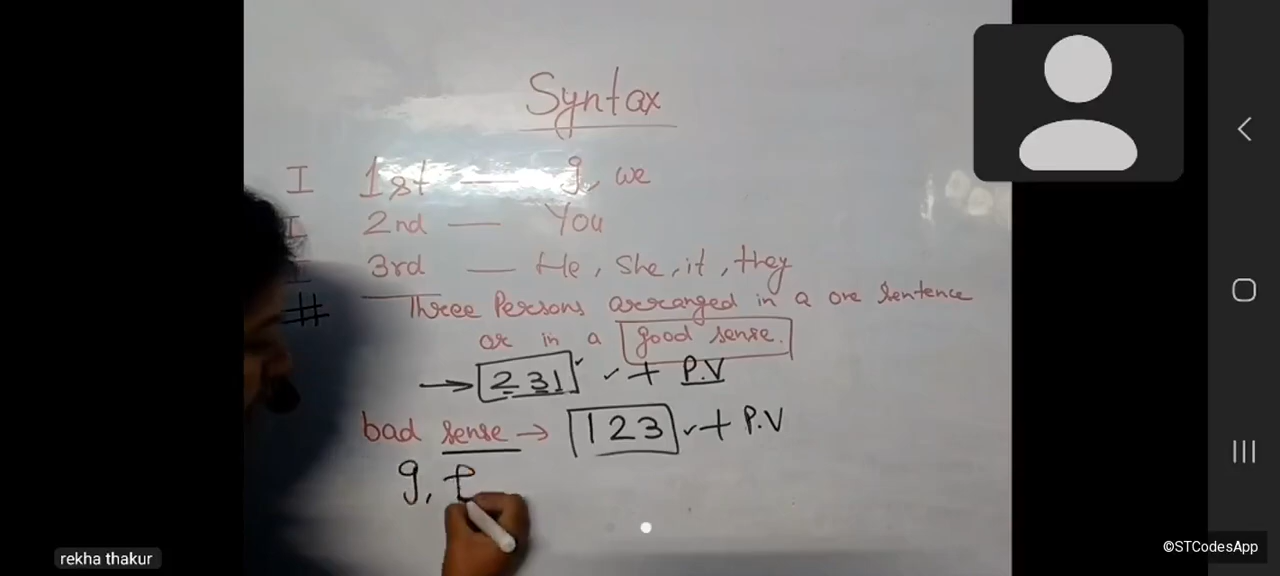 Syntax
I 1st — I, we
I 2nd — You
I 3rd — He, She, it, they
# Three Persons arranged in a one sentence
or in a good sense.
→ 231 ✓ + P.V
bad sense → 123 ✓ + P.V
I,
rekha thakur
©STCodesApp